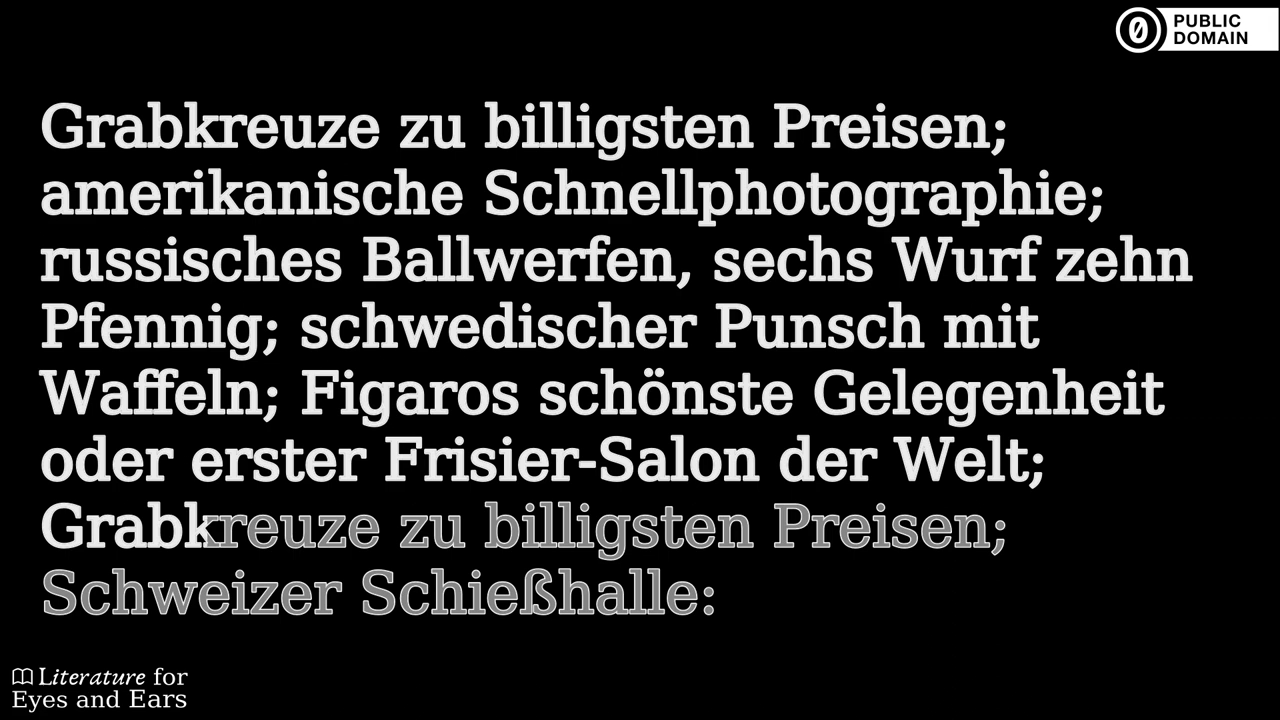 PUBLIC
DOMAIN
Grabkreuze zu billigsten Preisen;
amerikanische Schnellphotographie;
russisches Ballwerfen, sechs Wurf zehn
Pfennig; schwedischer Punsch mit
Waffeln; Figaros schönste Gelegenheit
oder erster Frisier-Salon der Welt;
Grabkreuze zu billigsten Preisen;
Schweizer Schießhalle:
Literature for
Eyes and Ears